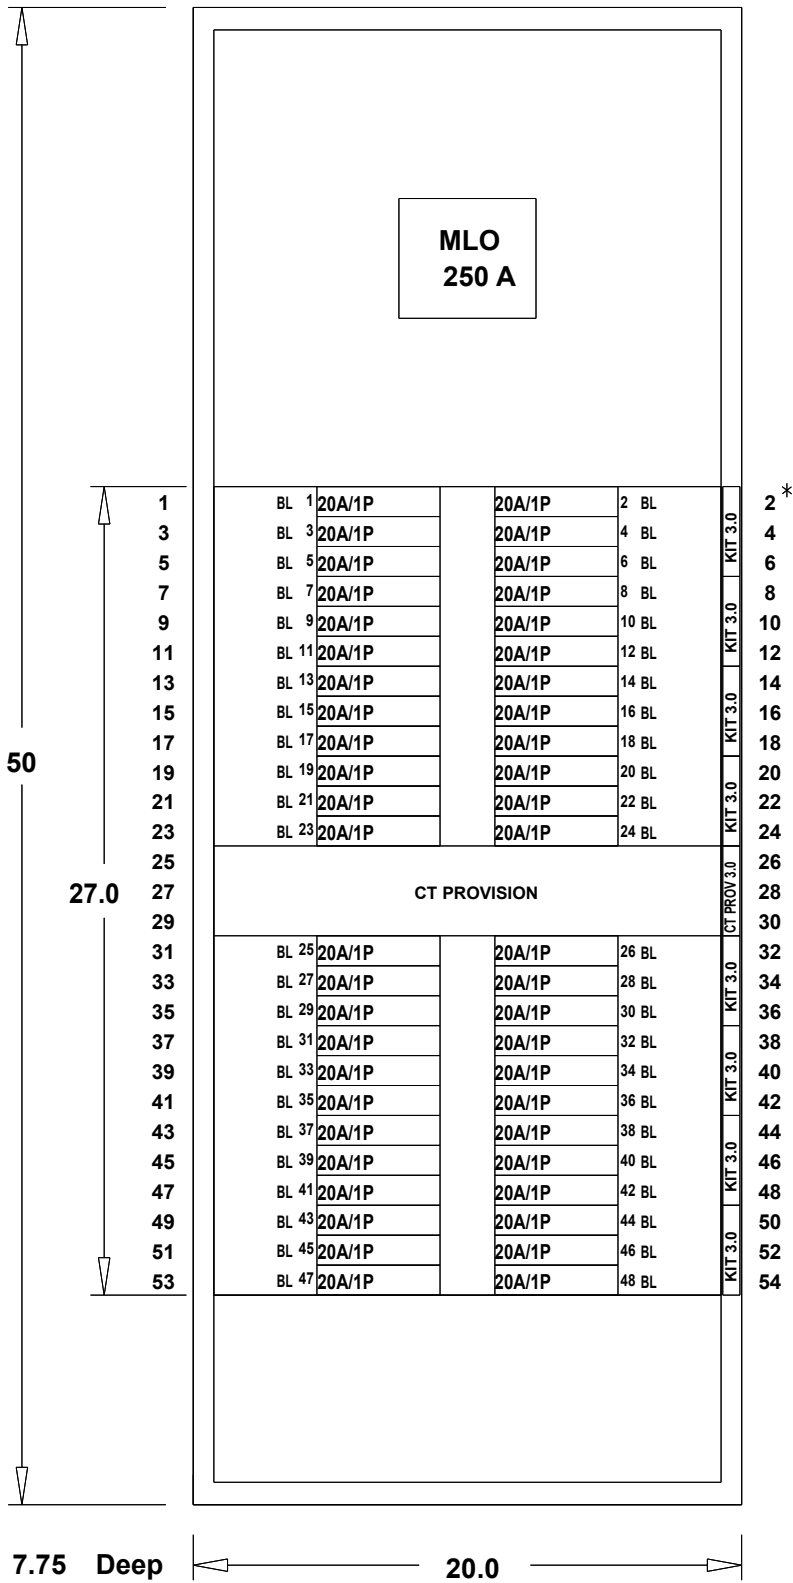 MLO
250 A
1 BL 1 20A/1P 20A/1P 2 BL 2 *
3 BL 3 20A/1P 20A/1P 4 BL 4
5 BL 5 20A/1P 20A/1P 6 BL 6
KIT 3.0
7 BL 7 20A/1P 20A/1P 8 BL 8
9 BL 9 20A/1P 20A/1P 10 BL 10
11 BL 11 20A/1P 20A/1P 12 BL 12
KIT 3.0
13 BL 13 20A/1P 20A/1P 14 BL 14
15 BL 15 20A/1P 20A/1P 16 BL 16
17 BL 17 20A/1P 20A/1P 18 BL 18
KIT 3.0
50
19 BL 19 20A/1P 20A/1P 20 BL 20
21 BL 21 20A/1P 20A/1P 22 BL 22
23 BL 23 20A/1P 20A/1P 24 BL 24
KIT 3.0
25 26
27.0 27 CT PROVISION 28
29 30
CT PROV 3.0
31 BL 25 20A/1P 20A/1P 26 BL 32
33 BL 27 20A/1P 20A/1P 28 BL 34
35 BL 29 20A/1P 20A/1P 30 BL 36
KIT 3.0
37 BL 31 20A/1P 20A/1P 32 BL 38
39 BL 33 20A/1P 20A/1P 34 BL 40
41 BL 35 20A/1P 20A/1P 36 BL 42
KIT 3.0
43 BL 37 20A/1P 20A/1P 38 BL 44
45 BL 39 20A/1P 20A/1P 40 BL 46
47 BL 41 20A/1P 20A/1P 42 BL 48
KIT 3.0
49 BL 43 20A/1P 20A/1P 44 BL 50
51 BL 45 20A/1P 20A/1P 46 BL 52
53 BL 47 20A/1P 20A/1P 48 BL 54
KIT 3.0
7.75 Deep 20.0